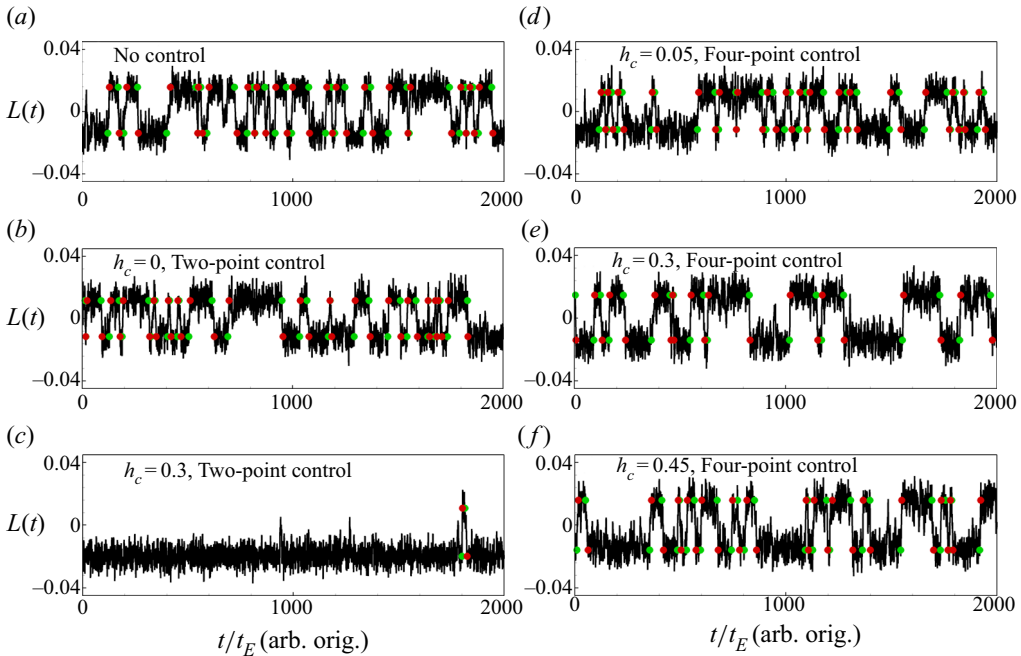 (a)
0.04
No control
L(t)
0
−0.04
0
1000
2000
(b)
0.04
h_c = 0, Two-point control
L(t)
0
−0.04
0
1000
2000
(c)
0.04
h_c = 0.3, Two-point control
L(t)
0
−0.04
0
1000
2000
t/t_E (arb. orig.)
(d)
0.04
h_c = 0.05, Four-point control
0
−0.04
0
1000
2000
(e)
0.04
h_c = 0.3, Four-point control
0
−0.04
0
1000
2000
(f)
0.04
h_c = 0.45, Four-point control
0
−0.04
0
1000
2000
t/t_E (arb. orig.)